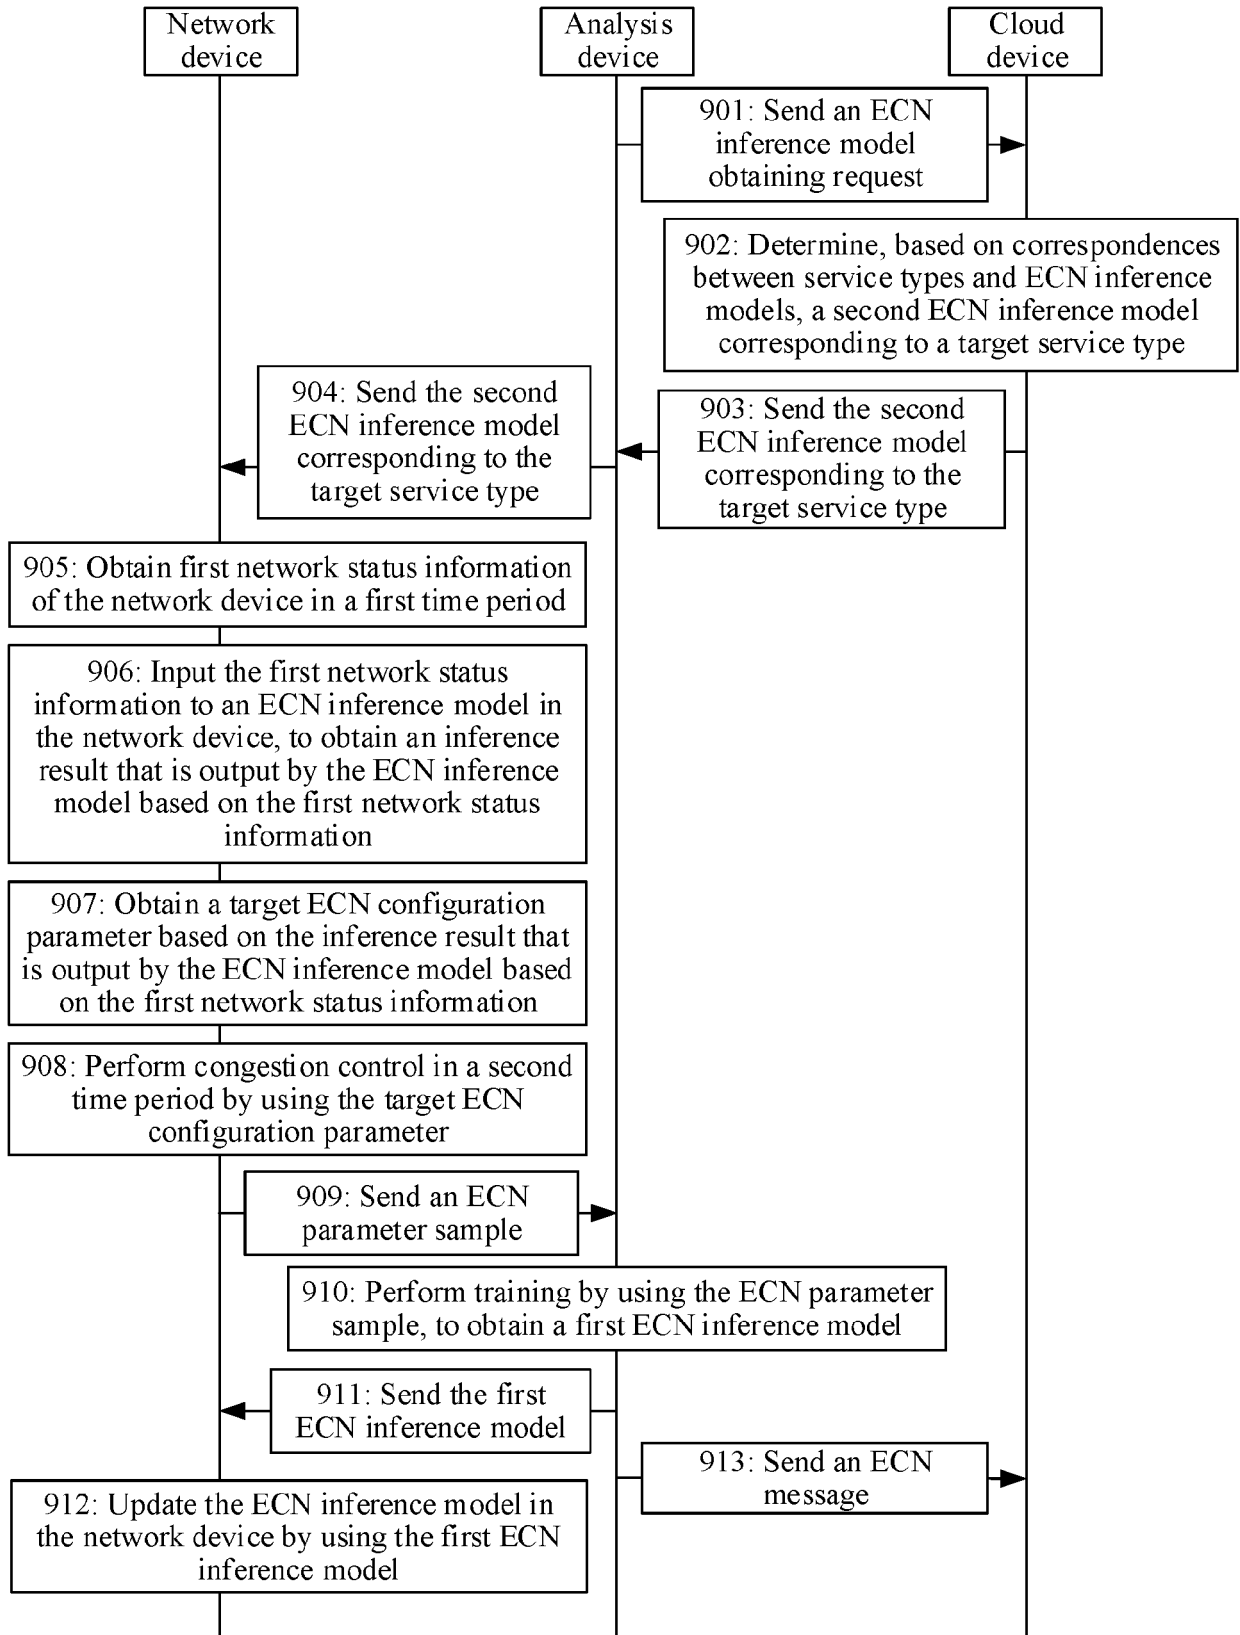 Network
device
Analysis
device
Cloud
device
901: Send an ECN
inference model
obtaining request
902: Determine, based on correspondences
between service types and ECN inference
models, a second ECN inference model
corresponding to a target service type
904: Send the second
ECN inference model
corresponding to the
target service type
903: Send the second
ECN inference model
corresponding to the
target service type
905: Obtain first network status information
of the network device in a first time period
906: Input the first network status
information to an ECN inference model in
the network device, to obtain an inference
result that is output by the ECN inference
model based on the first network status
information
907: Obtain a target ECN configuration
parameter based on the inference result that
is output by the ECN inference model based
on the first network status information
908: Perform congestion control in a second
time period by using the target ECN
configuration parameter
909: Send an ECN
parameter sample
910: Perform training by using the ECN parameter
sample, to obtain a first ECN inference model
911: Send the first
ECN inference model
913: Send an ECN
message
912: Update the ECN inference model in
the network device by using the first ECN
inference model